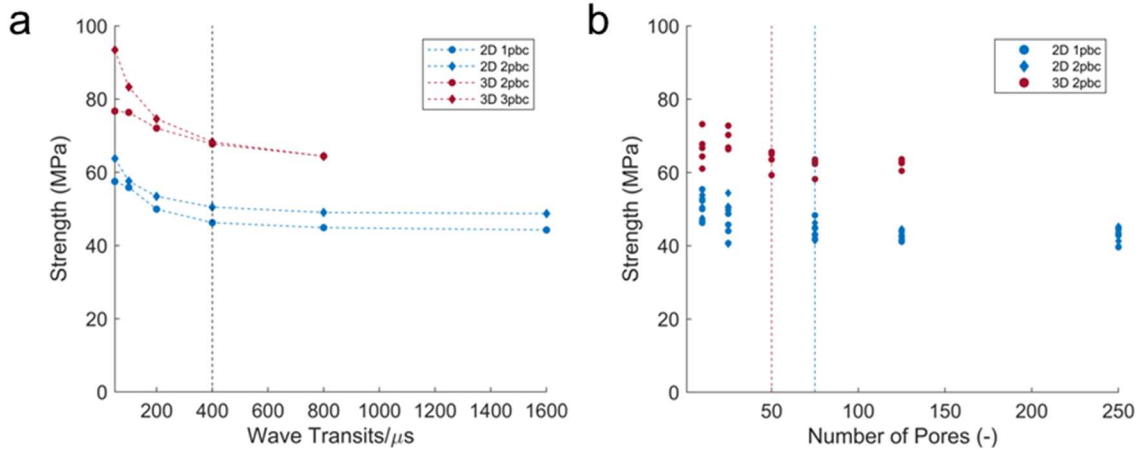 a
100
80
60
40
20
0
Strength (MPa)
200 400 600 800 1000 1200 1400 1600
Wave Transits/μs
2D 1pbc
2D 2pbc
3D 2pbc
3D 3pbc
b
100
80
60
40
20
0
Strength (MPa)
50 100 150 200 250
Number of Pores (-)
2D 1pbc
2D 2pbc
3D 2pbc